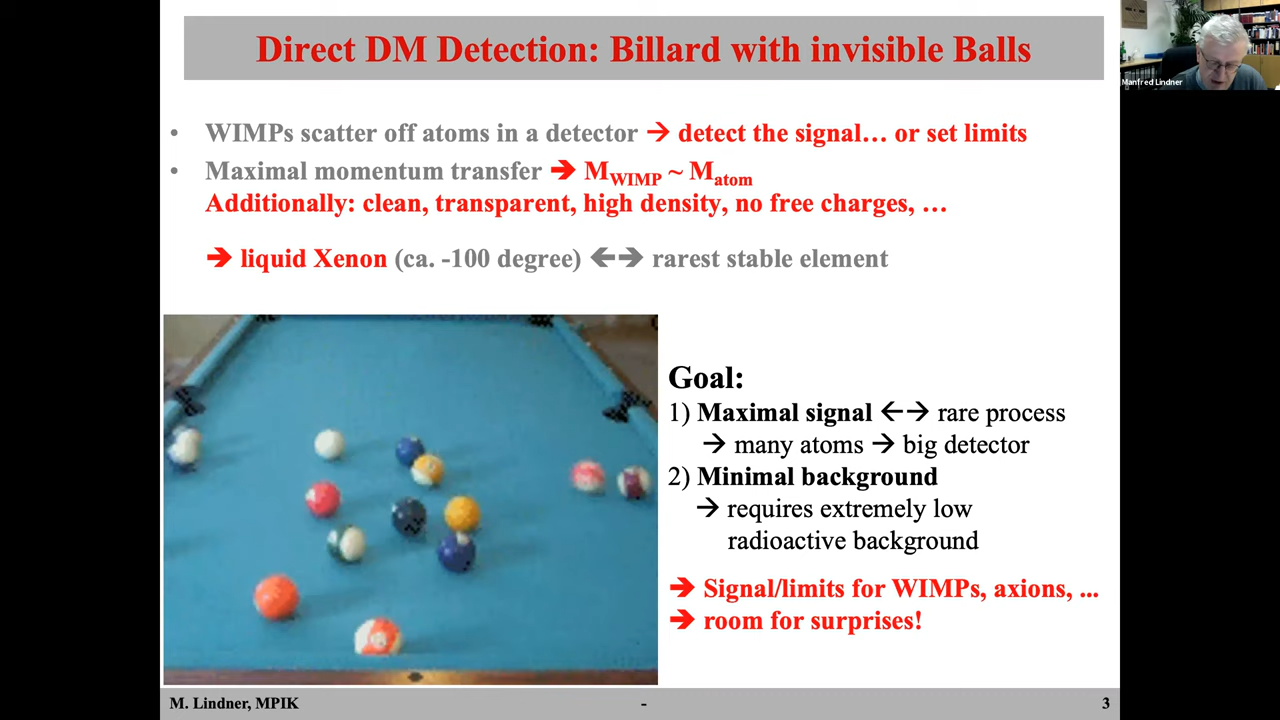 Direct DM Detection: Billard with invisible Balls
Manfred Lindner
• WIMPs scatter off atoms in a detector → detect the signal… or set limits
• Maximal momentum transfer ➔ M_WIMP ~ M_atom
Additionally: clean, transparent, high density, no free charges, …
➔ liquid Xenon (ca. -100 degree) ←→ rarest stable element
Goal:
1) Maximal signal ←→ rare process
→ many atoms → big detector
2) Minimal background
→ requires extremely low
radioactive background
➔ Signal/limits for WIMPs, axions, ...
➔ room for surprises!
M. Lindner, MPIK
-
3